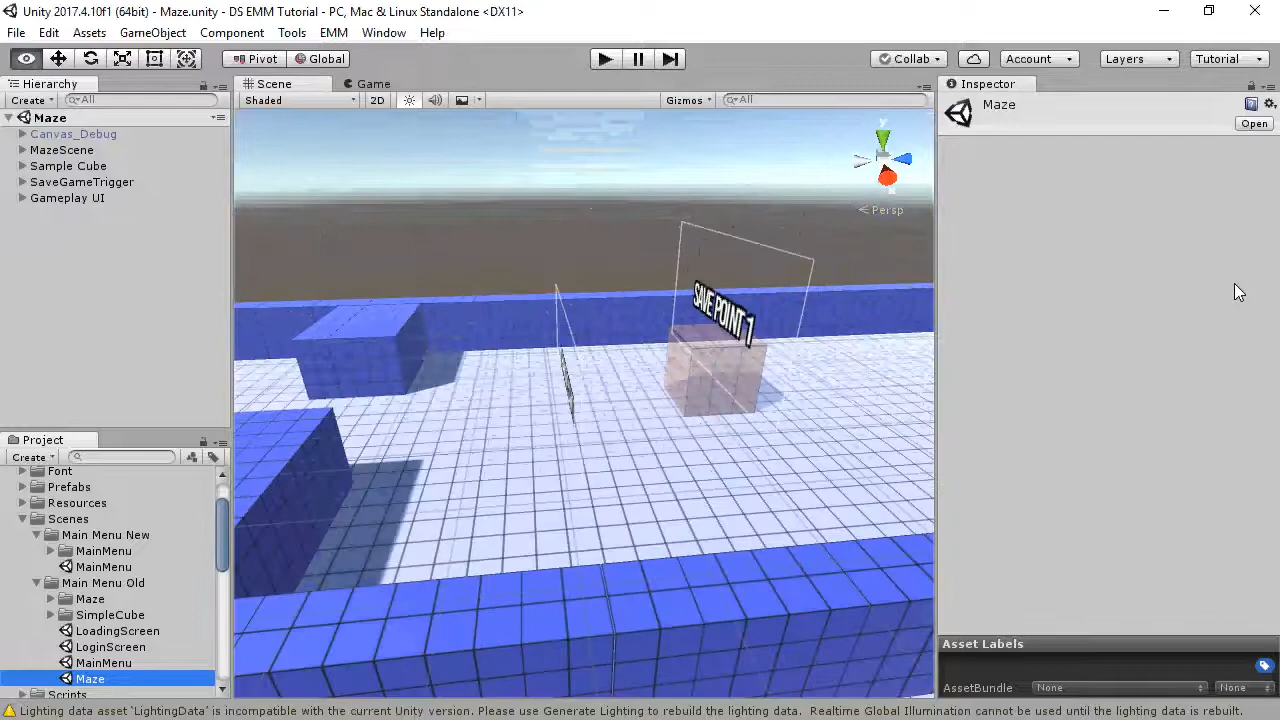 Unity 2017.4.10f1 (64bit) - Maze.unity - DS EMM Tutorial - PC, Mac & Linux Standalone <DX11>
File Edit Assets GameObject Component Tools EMM Window Help
Pivot Global Collab Account Layers Tutorial
Hierarchy Scene Game Inspector
Create All Shaded 2D Gizmos All
Maze
Canvas_Debug
MazeScene
Sample Cube
SaveGameTrigger
Gameplay UI
y
Persp
SAVE POINT 1
Maze
Open
Project
Create
Font
Prefabs
Resources
Scenes
Main Menu New
MainMenu
MainMenu
Main Menu Old
Maze
SimpleCube
LoadingScreen
LoginScreen
MainMenu
Maze
Scripts
Asset Labels
AssetBundle None None
Lighting data asset 'LightingData' is incompatible with the current Unity version. Please use Generate Lighting to rebuild the lighting data. Realtime Global Illumination cannot be used until the lighting data is rebuilt.